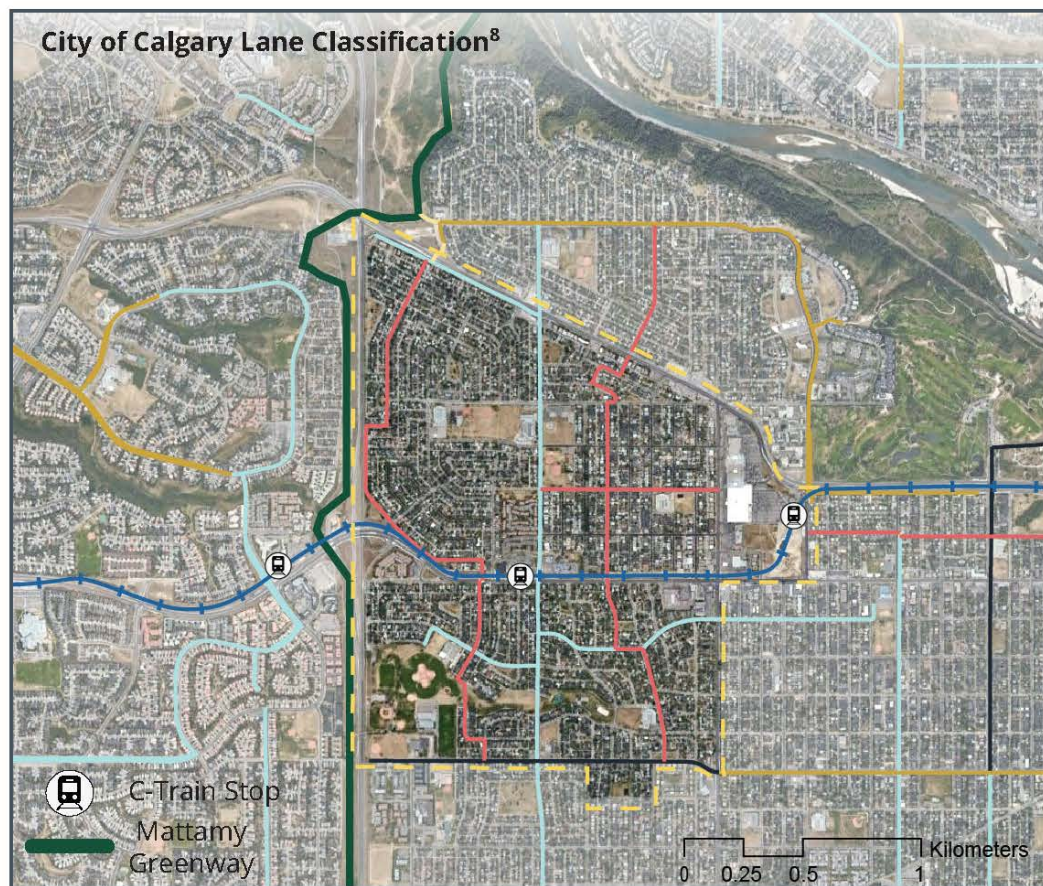 City of Calgary Lane Classification⁸
C-Train Stop
Mattamy
Greenway
Kilometers
0 0.25 0.5 1